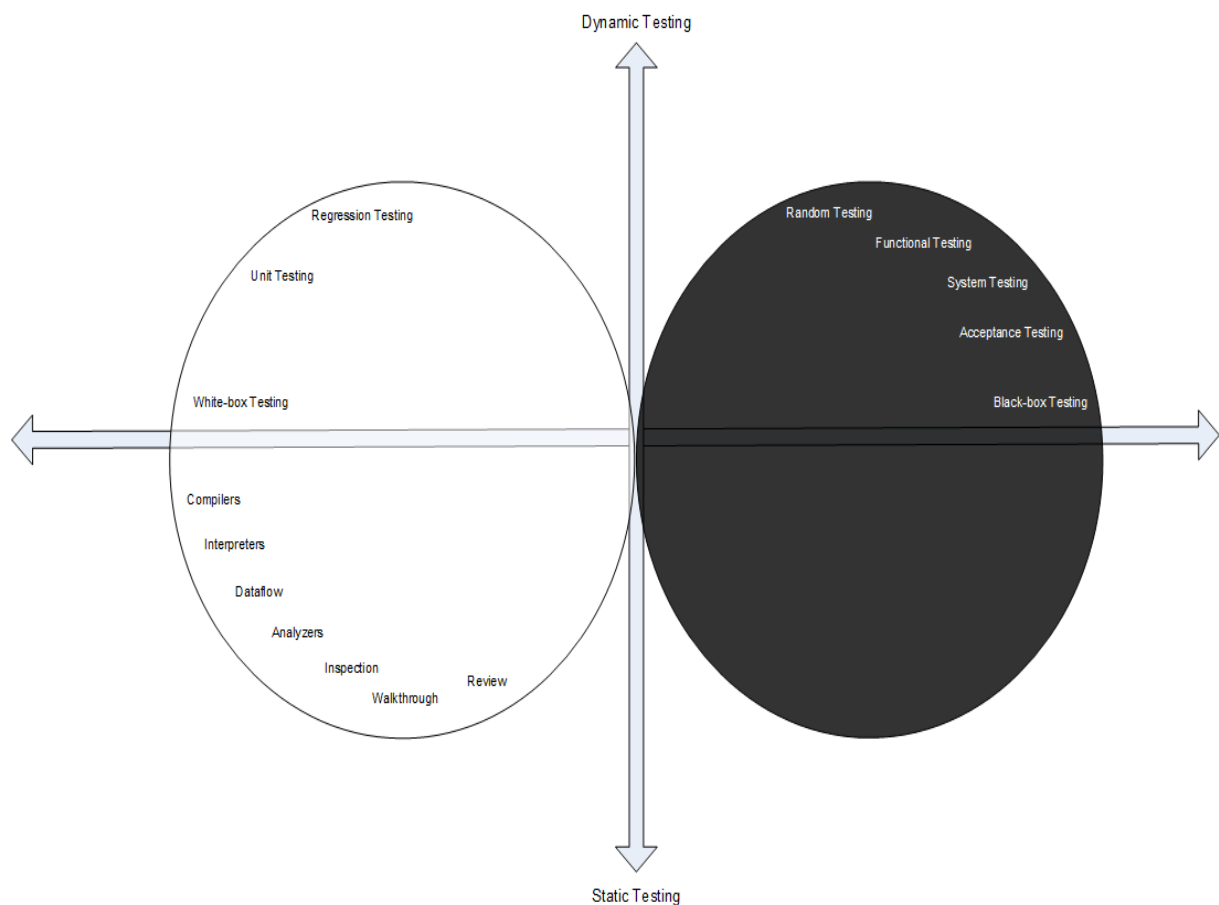 Dynamic Testing
Regression Testing
Unit Testing
White-box Testing
Compilers
Interpreters
Dataflow
Analyzers
Inspection
Walkthrough
Review
Random Testing
Functional Testing
System Testing
Acceptance Testing
Black-box Testing
Static Testing